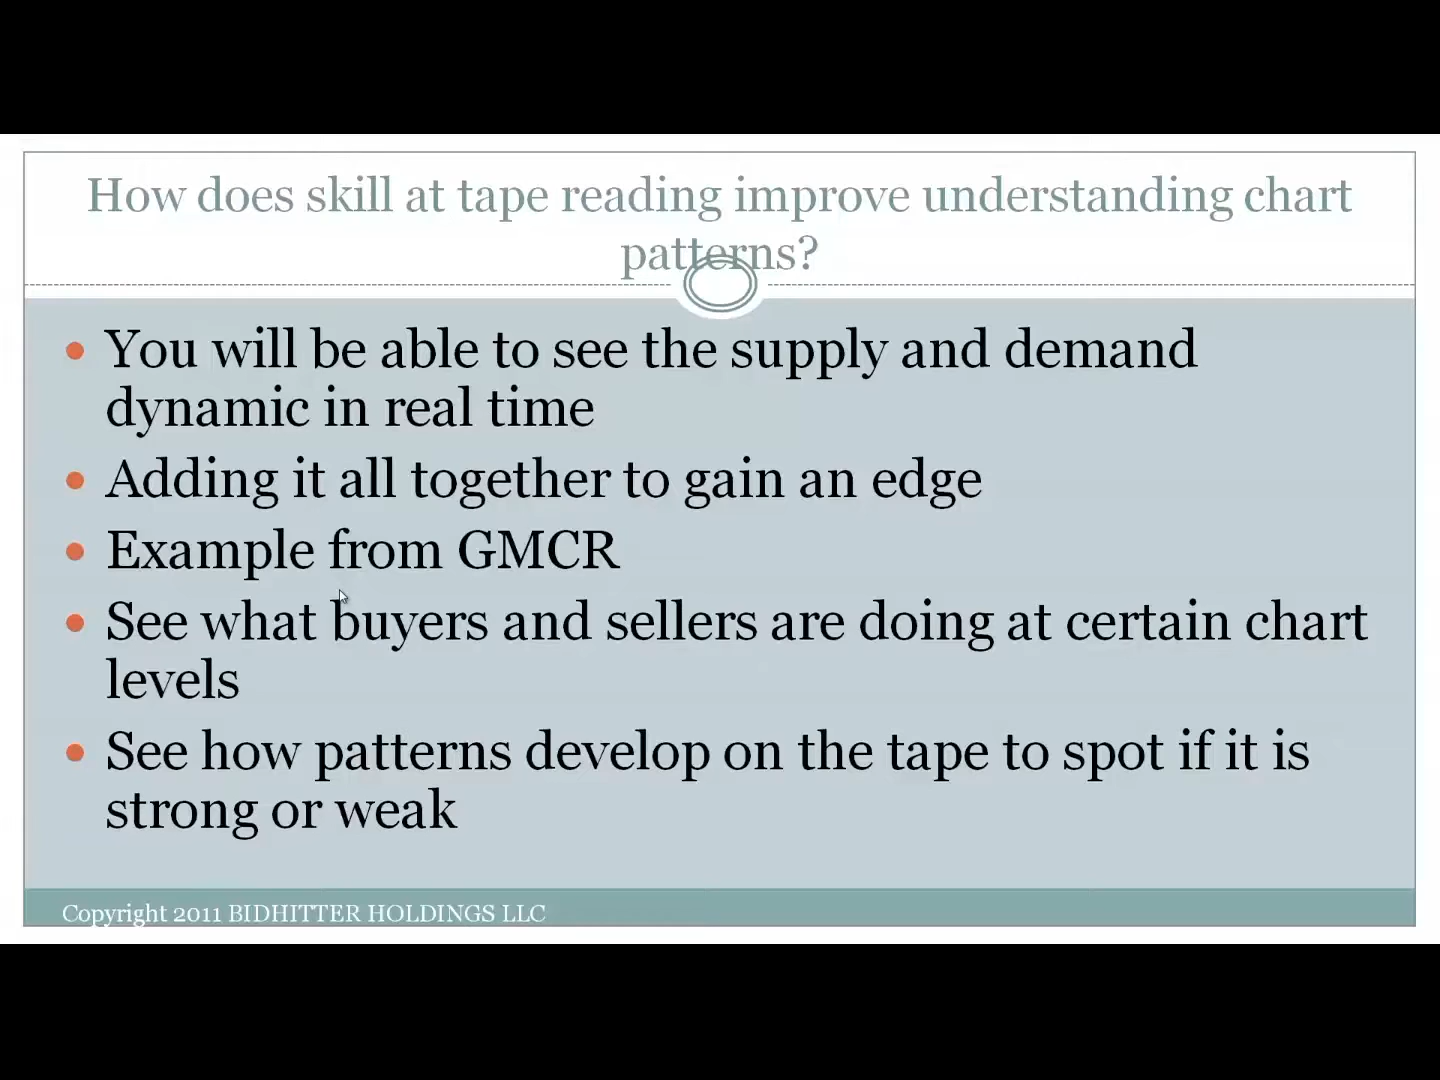 How does skill at tape reading improve understanding chart
patterns?
• You will be able to see the supply and demand
dynamic in real time
• Adding it all together to gain an edge
• Example from GMCR
• See what buyers and sellers are doing at certain chart
levels
• See how patterns develop on the tape to spot if it is
strong or weak
Copyright 2011 BIDHITTER HOLDINGS LLC